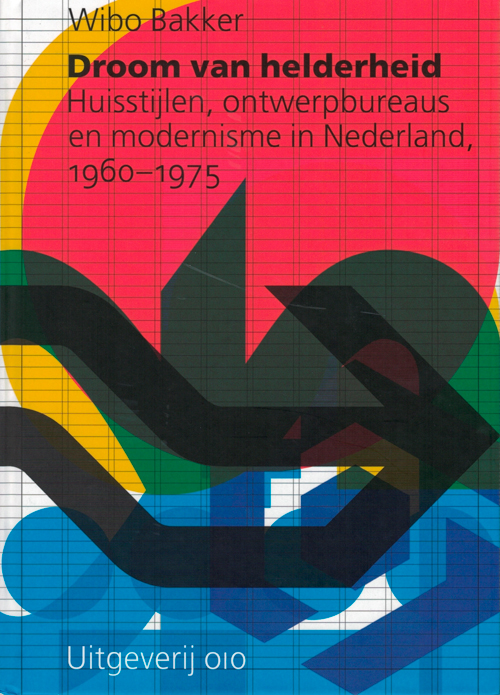 Wibo Bakker
Droom van helderheid
Huisstijlen, ontwerpbureaus
en modernisme in Nederland,
1960–1975
Uitgeverij 010